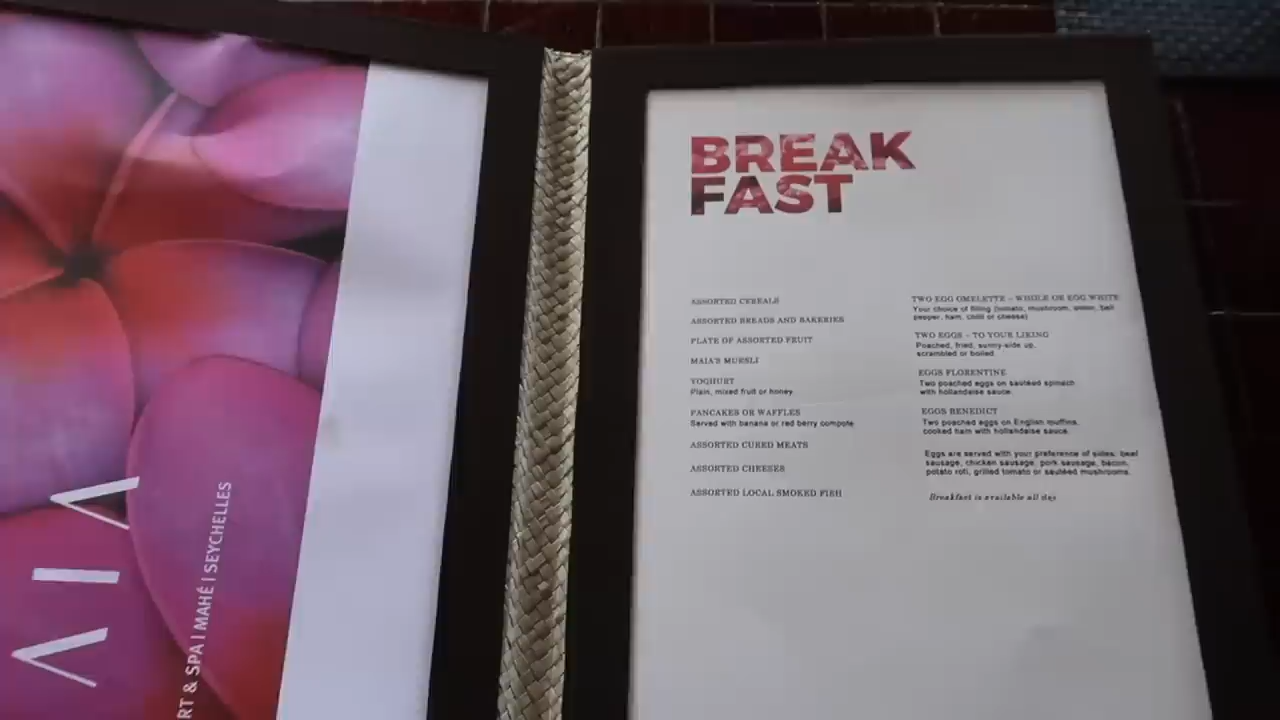 RT & SPA | MAHÉ | SEYCHELLES
BREAK
FAST
ASSORTED CEREALS
ASSORTED BREADS AND BAKERIES
PLATE OF ASSORTED FRUIT
MAIA'S MUESLI
YOGHURT
Plain, mixed fruit or honey
PANCAKES OR WAFFLES
Served with banana or red berry compote
ASSORTED CURED MEATS
ASSORTED CHEESES
ASSORTED LOCAL SMOKED FISH
TWO EGG OMELETTE – WHOLE OR EGG WHITE
Your choice of filling (tomato, mushroom, onion, bell
pepper, ham, chilli or cheese)
TWO EGGS – TO YOUR LIKING
Poached, fried, sunny-side up,
scrambled or boiled.
EGGS FLORENTINE
Two poached eggs on sautéed spinach
with hollandaise sauce.
EGGS BENEDICT
Two poached eggs on English muffins,
cooked ham with hollandaise sauce.
Eggs are served with your preference of sides: beef
sausage, chicken sausage, pork sausage, bacon,
potato roti, grilled tomato or sautéed mushrooms.
Breakfast is available all day